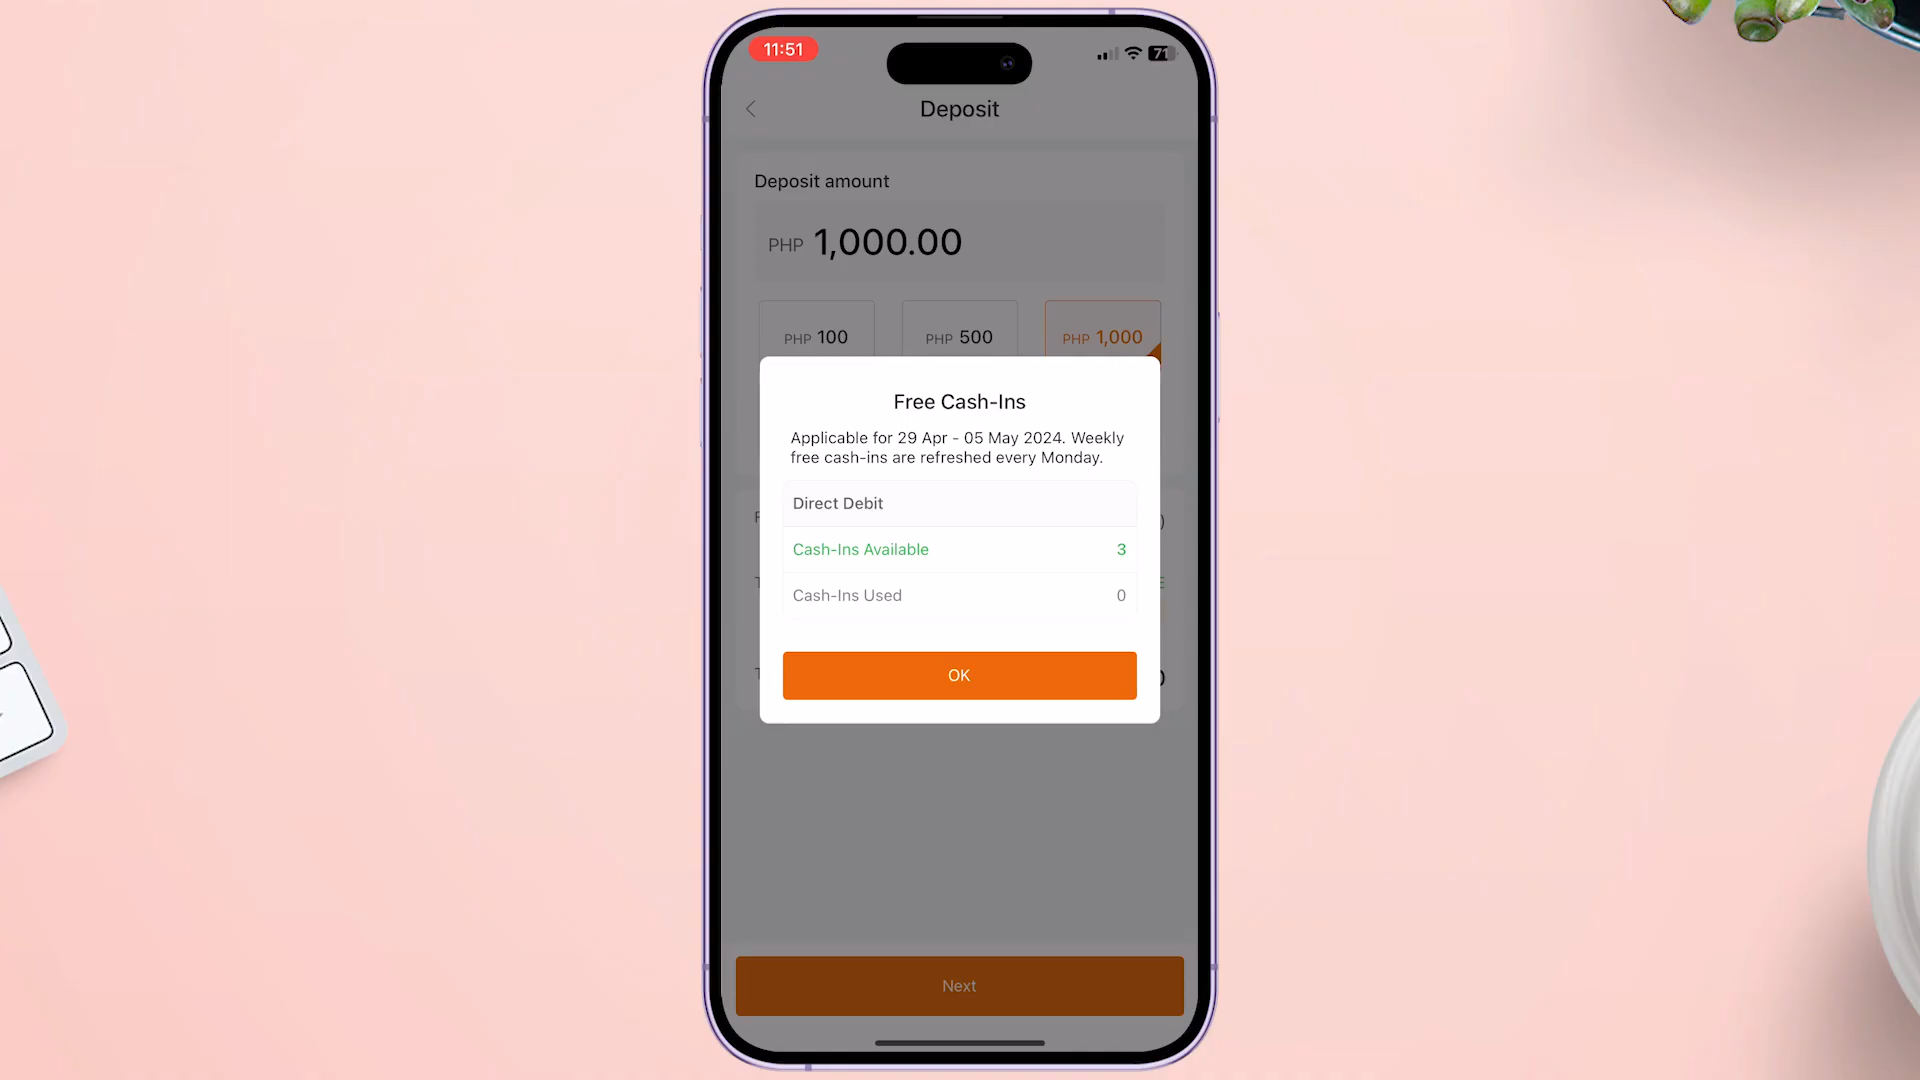 11:51
71
Deposit
Deposit amount
PHP 1,000.00
PHP 100
PHP 500
PHP 1,000
Free Cash-Ins
Applicable for 29 Apr - 05 May 2024. Weekly
free cash-ins are refreshed every Monday.
Direct Debit
Cash-Ins Available 3
Cash-Ins Used 0
OK
Next